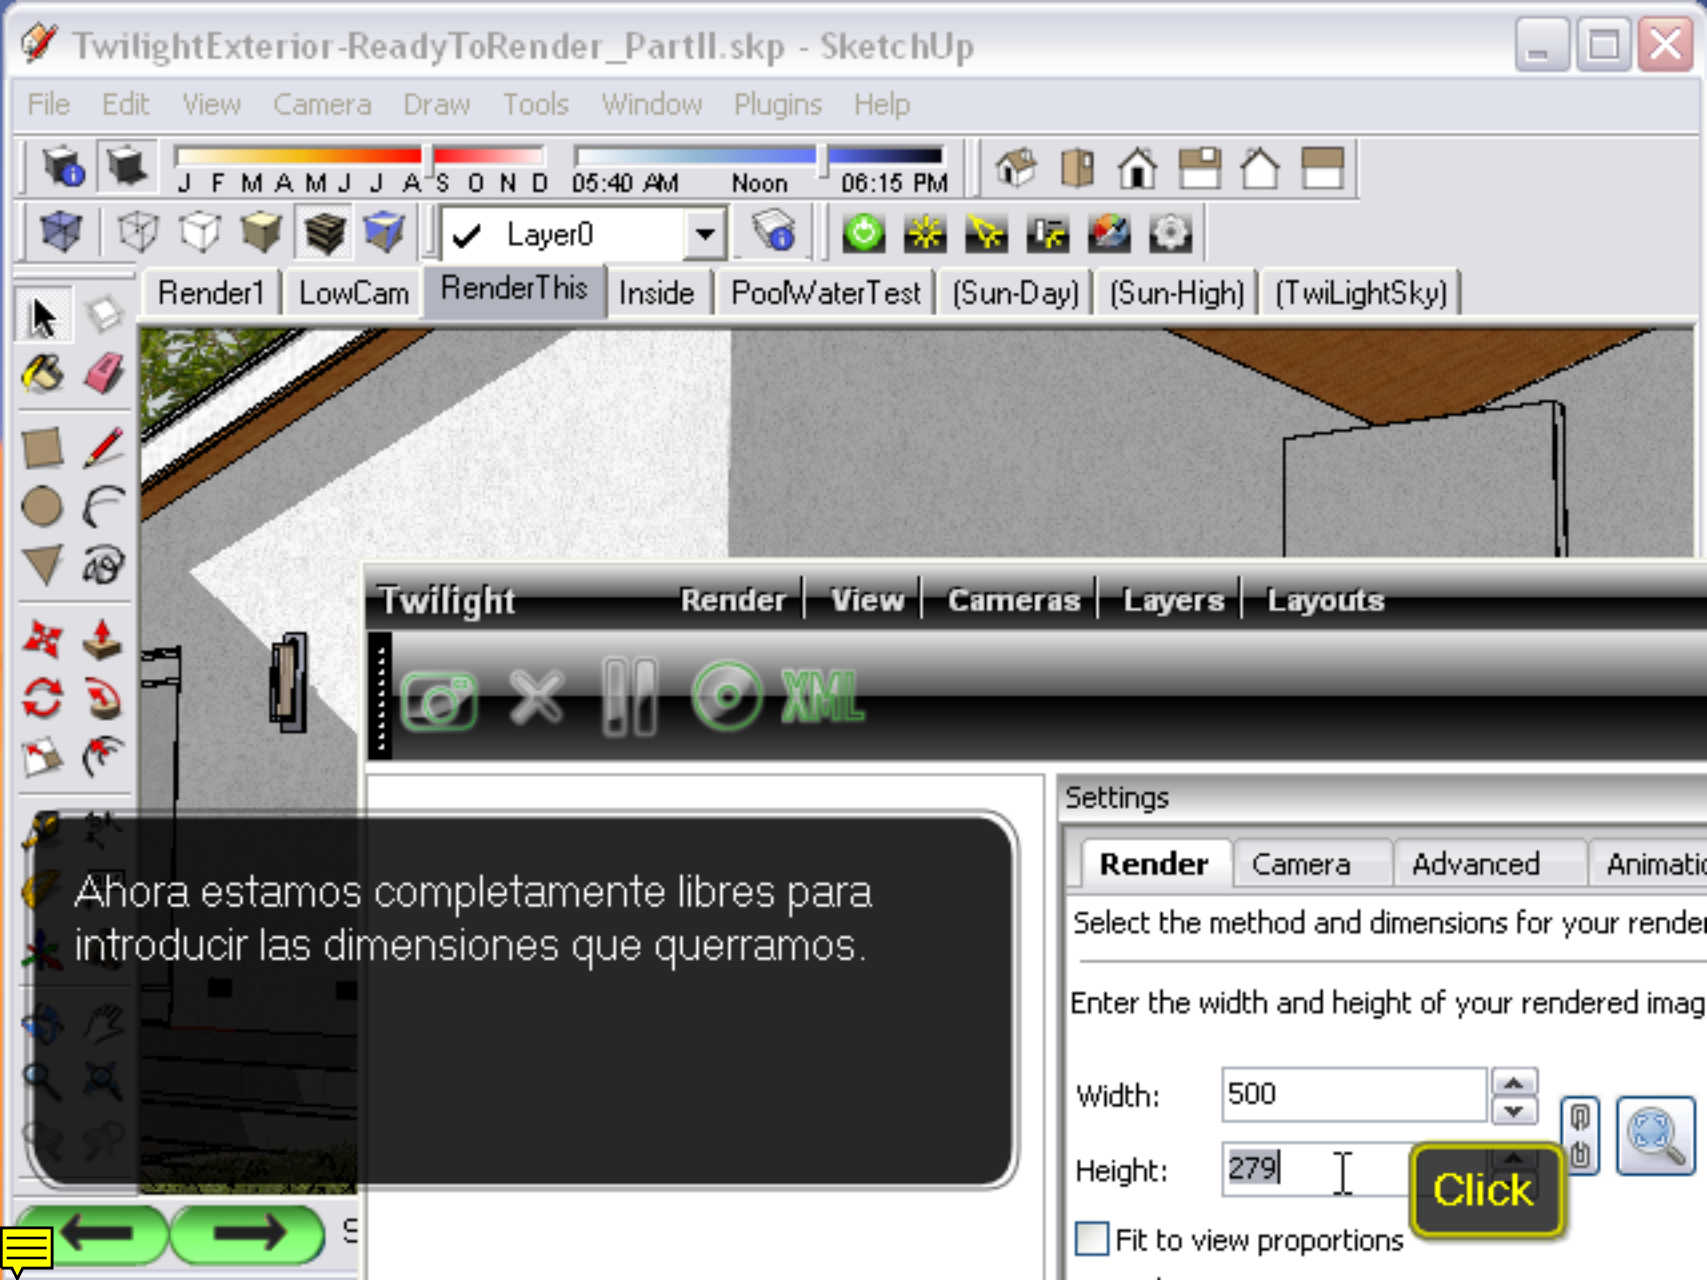 TwilightExterior-ReadyToRender_PartII.skp - SketchUp
File Edit View Camera Draw Tools Window Plugins Help
J F M A M J J A S O N D 05:40 AM Noon 06:15 PM
Layer0
Render1 LowCam RenderThis Inside PoolWaterTest (Sun-Day) (Sun-High) (TwiLightSky)
Twilight Render View Cameras Layers Layouts
XML
Settings
Render Camera Advanced Animatio
Select the method and dimensions for your rende
Enter the width and height of your rendered imag
Width: 500
Height: 279
Click
Fit to view proportions
Ahora estamos completamente libres para
introducir las dimensiones que querramos.
S